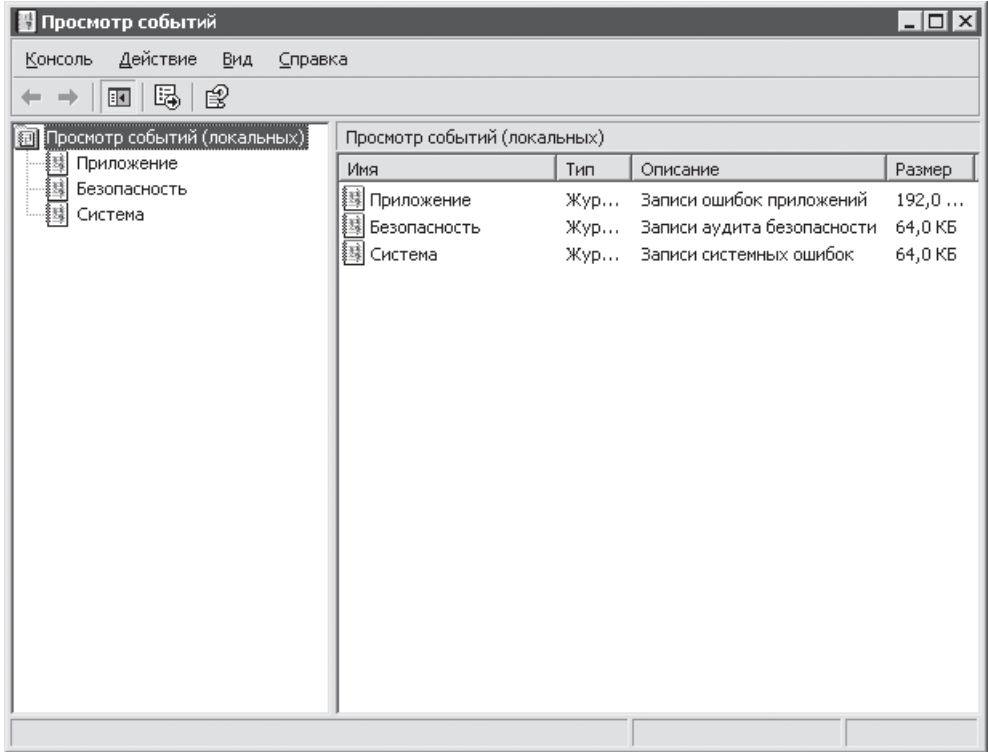 Просмотр событий
Консоль Действие Вид Справка
Просмотр событий (локальных)
Приложение
Безопасность
Система
Просмотр событий (локальных)
Имя Тип Описание Размер
Приложение Жур... Записи ошибок приложений 192,0 ...
Безопасность Жур... Записи аудита безопасности 64,0 КБ
Система Жур... Записи системных ошибок 64,0 КБ